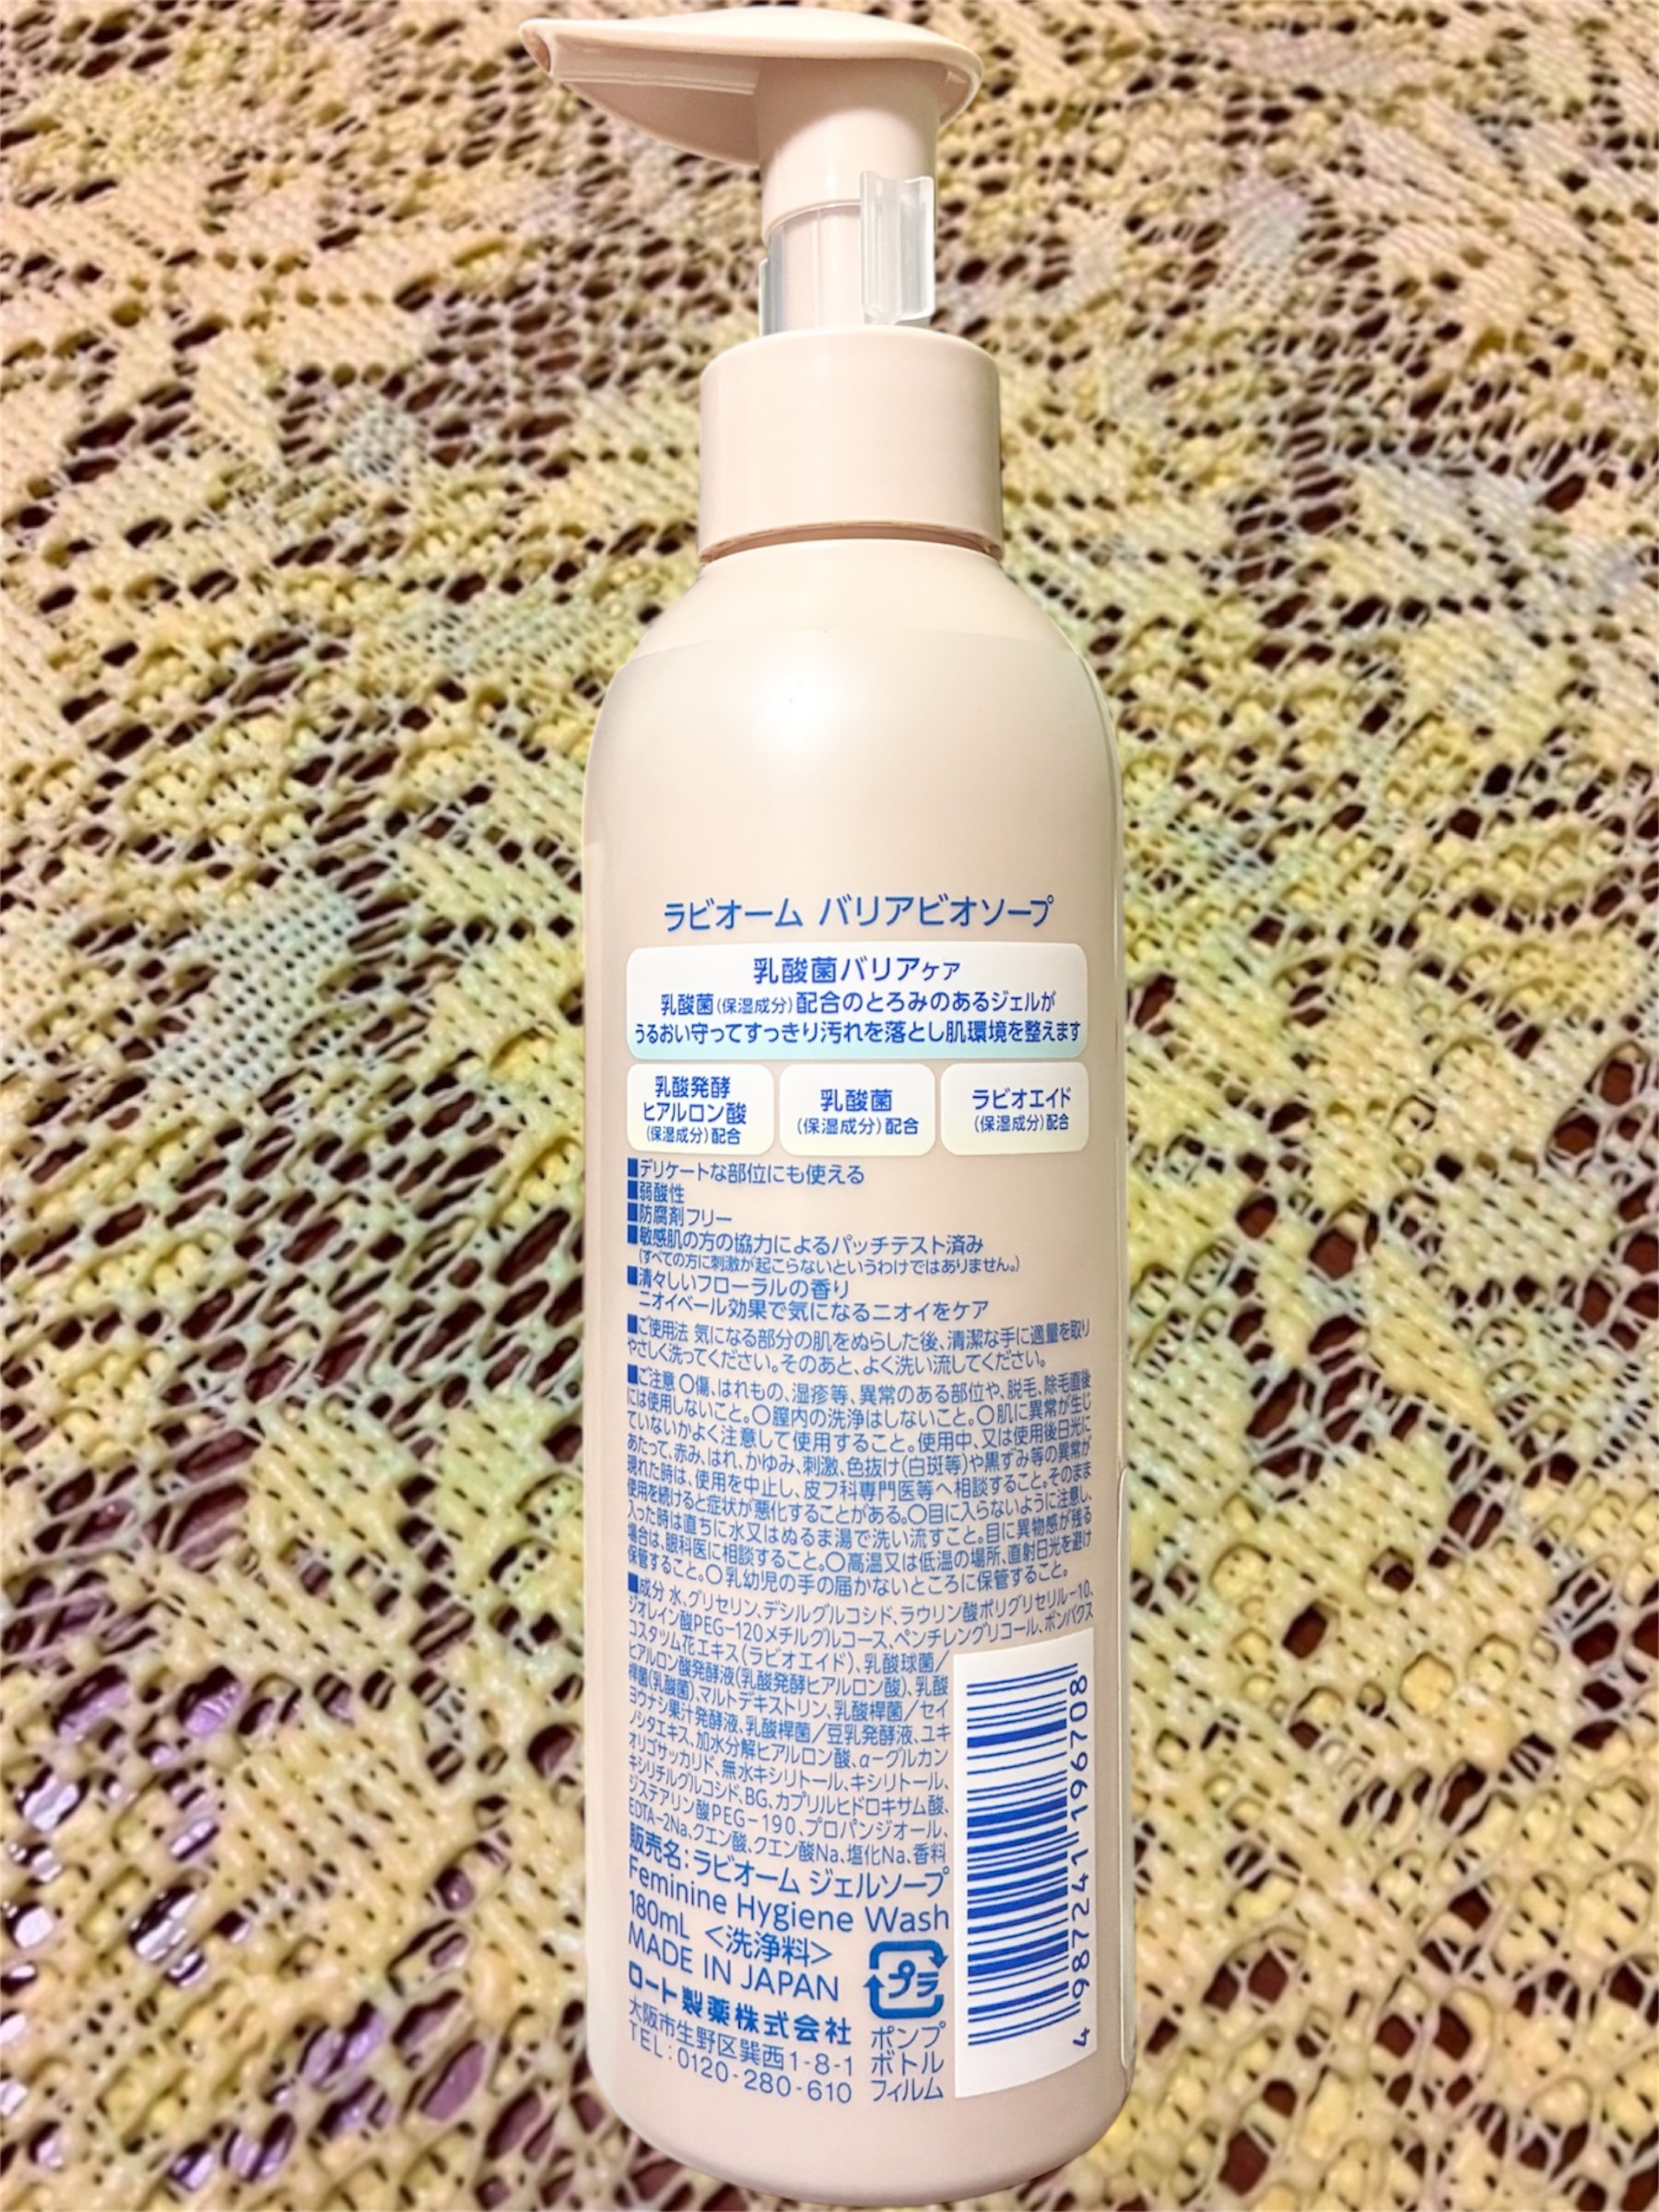 ラビオーム バリアビオソープ
乳酸菌バリアケア
乳酸菌(保湿成分)配合のとろみのあるジェルが
うるおい守ってすっきり汚れを落とし肌環境を整えます
乳酸発酵
ヒアルロン酸
(保湿成分)配合
乳酸菌
(保湿成分)配合
ラビオエイド
(保湿成分)配合
■デリケートな部位にも使える
■弱酸性
■防腐剤フリー
■敏感肌の方の協力によるパッチテスト済み
(すべての方に刺激が起こらないというわけではありません。)
■清々しいフローラルの香り
ニオイベール効果で気になるニオイをケア
■ご使用法 気になる部分の肌をぬらした後、清潔な手に適量を取り
やさしく洗ってください。そのあと、よく洗い流してください。
■ご注意 〇傷、はれもの、湿疹等、異常のある部位や、脱毛、除毛直後
には使用しないこと。〇膣内の洗浄はしないこと。〇肌に異常が生じ
ていないかよく注意して使用すること。使用中、又は使用後日光に
あたって、赤み、はれ、かゆみ、刺激、色抜け(白斑等)や黒ずみ等の異常が
現れた時は、使用を中止し、皮フ科専門医等へ相談すること。そのまま
使用を続けると症状が悪化することがある。〇目に入らないように注意し、
入った時は直ちに水又はぬるま湯で洗い流すこと。目に異物感が残る
場合は、眼科医に相談すること。〇高温又は低温の場所、直射日光を避け
保管すること。〇乳幼児の手の届かないところに保管すること。
■成分 水、グリセリン、デシルグルコシド、ラウリン酸ポリグリセリル-10、
ジオレイン酸PEG-120メチルグルコース、ペンチレングリコール、ボンバクス
コスタツム花エキス(ラビオエイド)、乳酸球菌/
ヒアルロン酸発酵液(乳酸発酵ヒアルロン酸)、乳酸
桿菌(乳酸菌)、マルトデキストリン、乳酸桿菌/セイ
ヨウナシ果汁発酵液、乳酸桿菌/豆乳発酵液、ユキ
ノシタエキス、加水分解ヒアルロン酸、α-グルカン
オリゴサッカリド、無水キシリトール、キシリトール、
キシリチルグルコシド、BG、カプリルヒドロキサム酸、
ジステアリン酸PEG-190、プロパンジオール、
EDTA-2Na、クエン酸、クエン酸Na、塩化Na、香料
販売名:ラビオーム ジェルソープ
Feminine Hygiene Wash
180mL <洗浄料>
MADE IN JAPAN
ロート製薬株式会社
大阪市生野区巽西1-8-1
TEL:0120-280-610
プラ
ポンプ
ボトル
フィルム
4 987241 196708